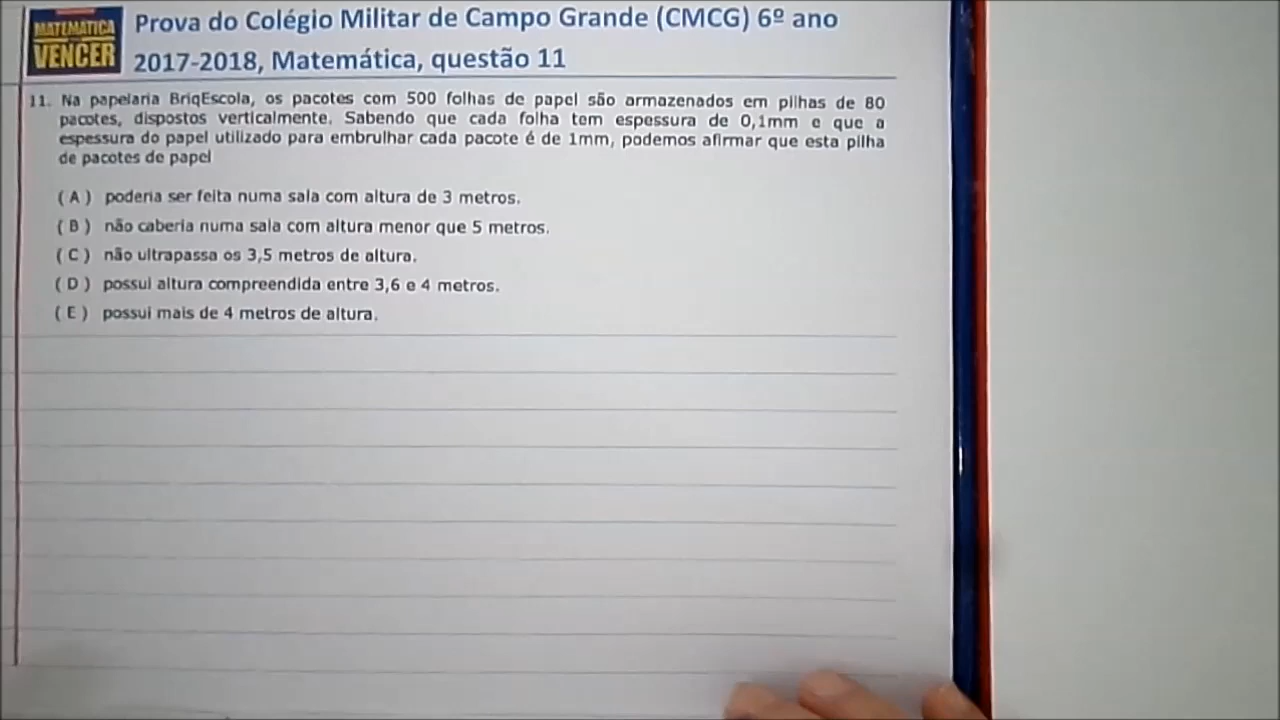 MATEMÁTICA
VENCER
Prova do Colégio Militar de Campo Grande (CMCG) 6º ano
2017-2018, Matemática, questão 11
11. Na papelaria BriqEscola, os pacotes com 500 folhas de papel são armazenados em pilhas de 80
pacotes, dispostos verticalmente. Sabendo que cada folha tem espessura de 0,1mm e que a
espessura do papel utilizado para embrulhar cada pacote é de 1mm, podemos afirmar que esta pilha
de pacotes de papel
( A ) poderia ser feita numa sala com altura de 3 metros.
( B ) não caberia numa sala com altura menor que 5 metros.
( C ) não ultrapassa os 3,5 metros de altura.
( D ) possui altura compreendida entre 3,6 e 4 metros.
( E ) possui mais de 4 metros de altura.